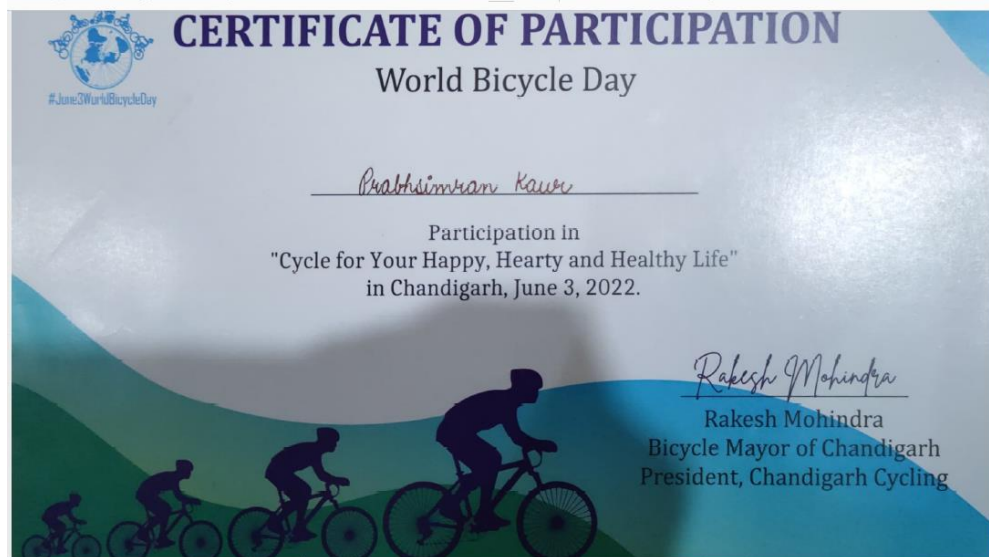 CERTIFICATE OF PARTICIPATION
#June3WorldBicycleDay
World Bicycle Day
Prabhsimran Kaur
Participation in
"Cycle for Your Happy, Hearty and Healthy Life"
in Chandigarh, June 3, 2022.
Rakesh Mohindra
Rakesh Mohindra
Bicycle Mayor of Chandigarh
President, Chandigarh Cycling